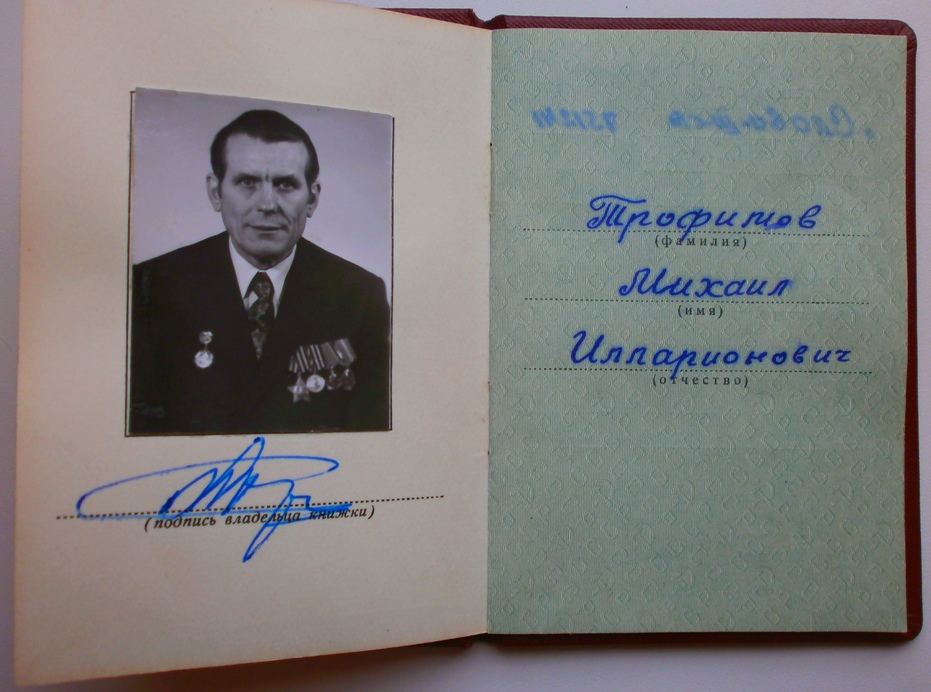 (подпись владельца книжки)
Трофимов
(фамилия)
Михаил
(имя)
Илларионович
(отчество)